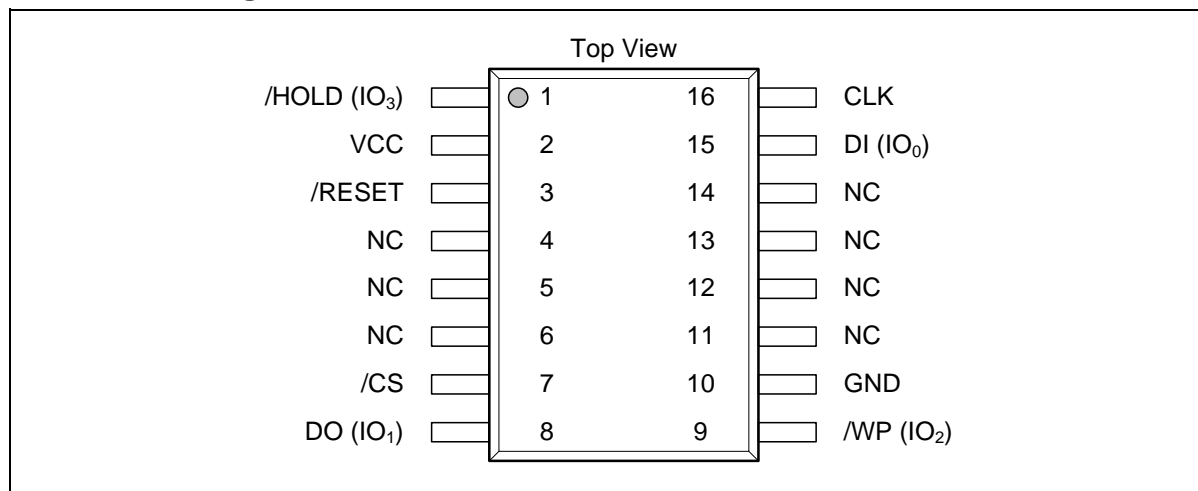 Top View
/HOLD (IO₃) 1 16 CLK
VCC 2 15 DI (IO₀)
/RESET 3 14 NC
NC 4 13 NC
NC 5 12 NC
NC 6 11 NC
/CS 7 10 GND
DO (IO₁) 8 9 /WP (IO₂)